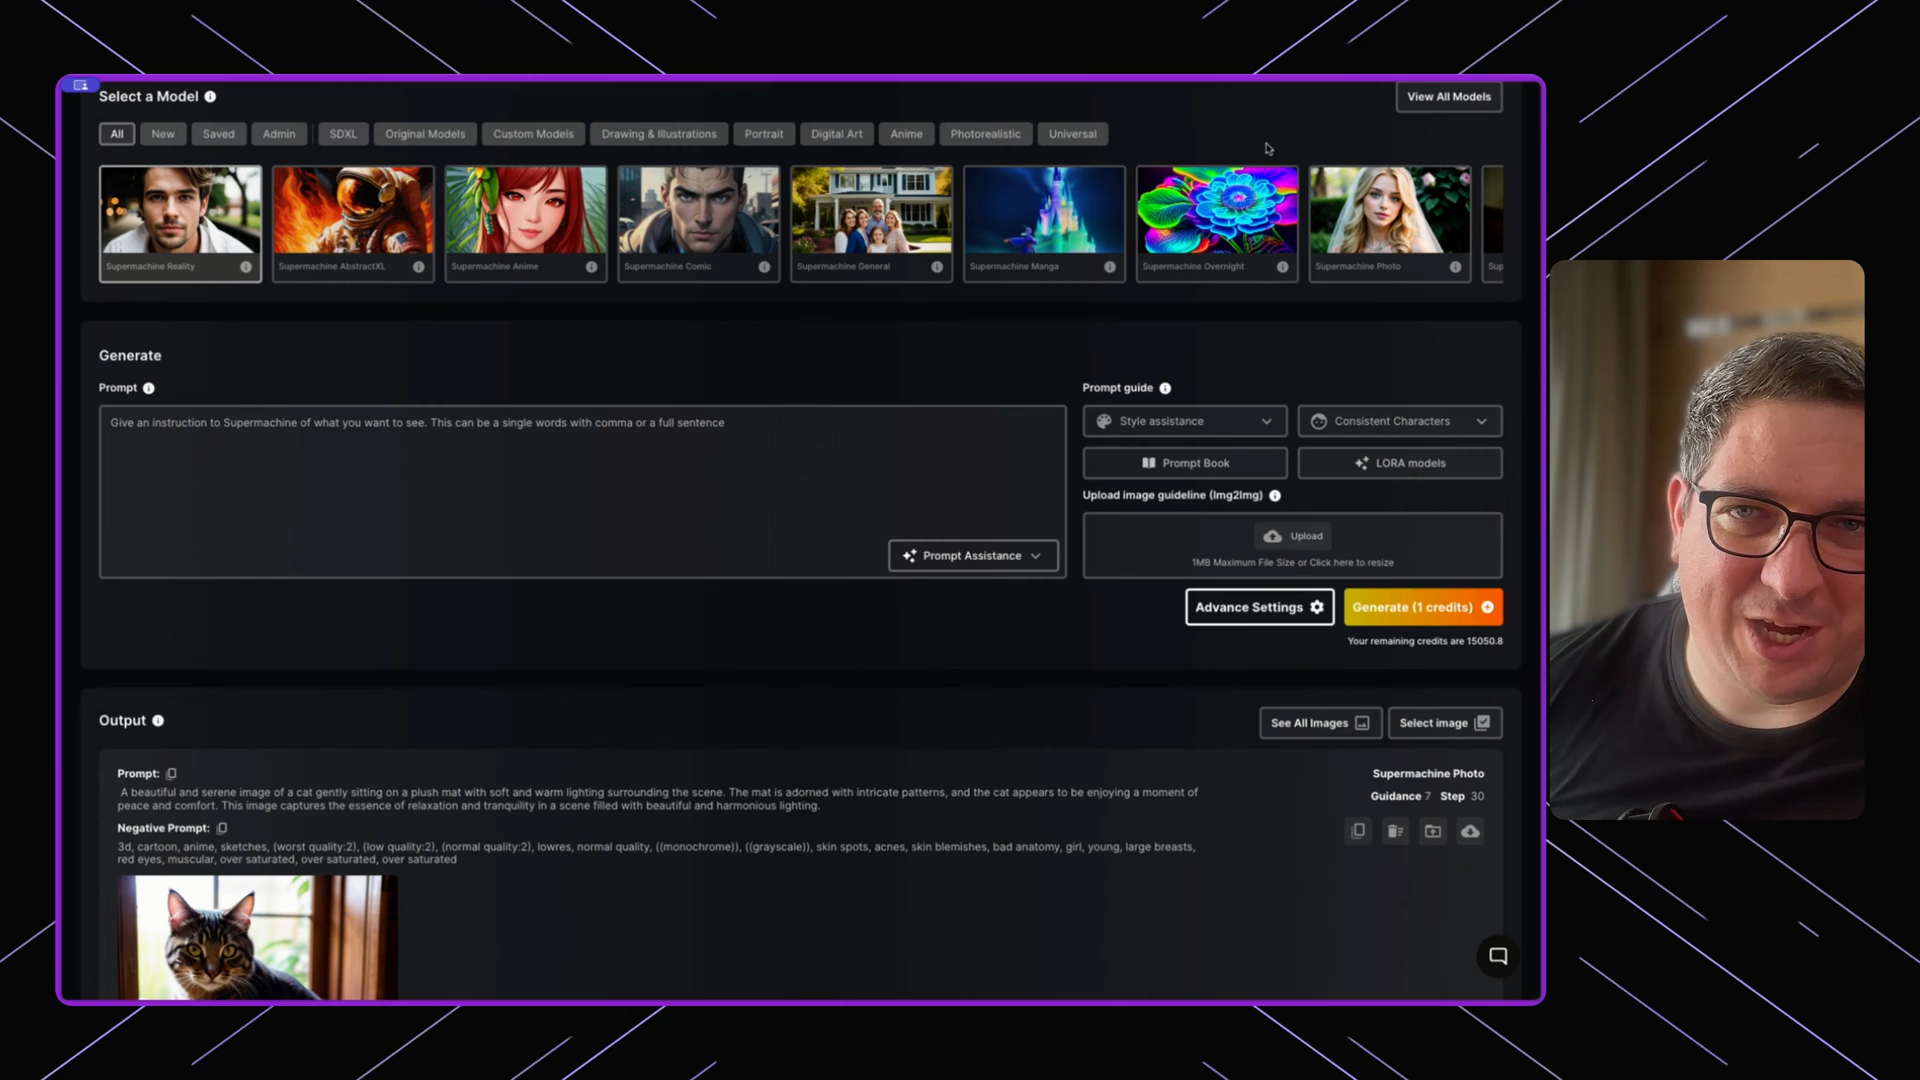 Select a Model
View All Models
All New Saved Admin SDXL Original Models Custom Models Drawing & Illustrations Portrait Digital Art Anime Photorealistic Universal
Supermachine Reality Supermachine AbstractXL Supermachine Anime Supermachine Comic Supermachine General Supermachine Manga Supermachine Overnight Supermachine Photo Sup
Generate
Prompt
Give an instruction to Supermachine of what you want to see. This can be a single words with comma or a full sentence
Prompt Assistance
Prompt guide
Style assistance Consistent Characters
Prompt Book LORA models
Upload image guideline (Img2Img)
Upload
1MB Maximum File Size or Click here to resize
Advance Settings Generate (1 credits)
Your remaining credits are 15050.8
Output
See All Images Select image
Prompt:
A beautiful and serene image of a cat gently sitting on a plush mat with soft and warm lighting surrounding the scene. The mat is adorned with intricate patterns, and the cat appears to be enjoying a moment of
peace and comfort. This image captures the essence of relaxation and tranquility in a scene filled with beautiful and harmonious lighting.
Negative Prompt:
3d, cartoon, anime, sketches, (worst quality:2), (low quality:2), (normal quality:2), lowres, normal quality, ((monochrome)), ((grayscale)), skin spots, acnes, skin blemishes, bad anatomy, girl, young, large breasts,
red eyes, muscular, over saturated, over saturated, over saturated
Supermachine Photo
Guidance 7 Step 30